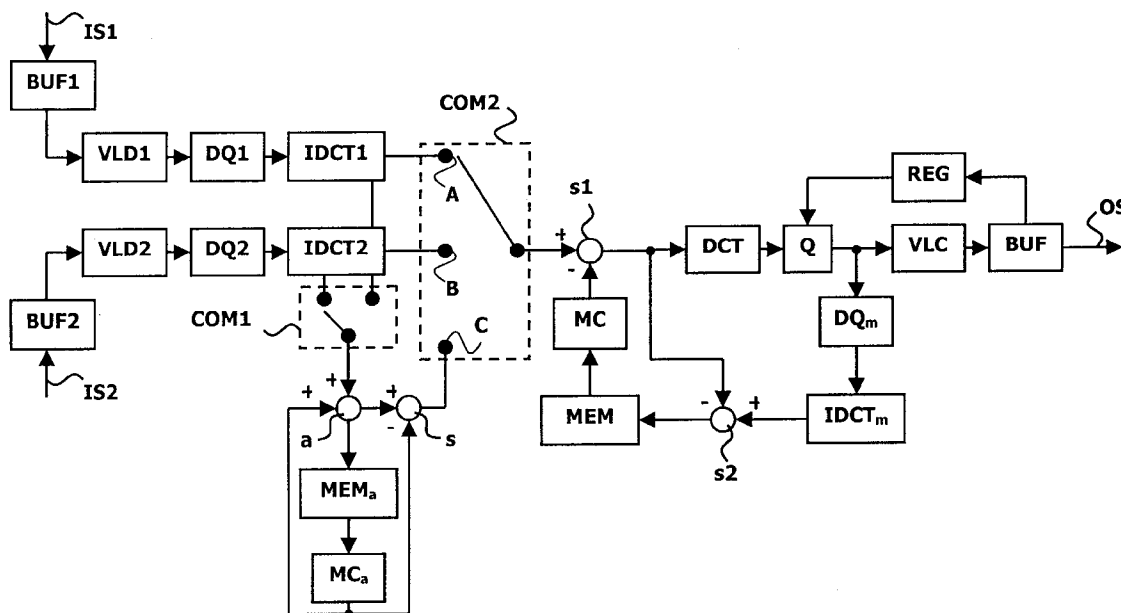 IS1
BUF1
COM2
VLD1
DQ1
IDCT1
A
s1
REG
OS
+
-
DCT
Q
VLC
BUF
VLD2
DQ2
IDCT2
B
BUF2
COM1
C
MC
DQm
IS2
+
+
+
-
a
s
MEM
-
+
s2
IDCTm
MEMa
MCa